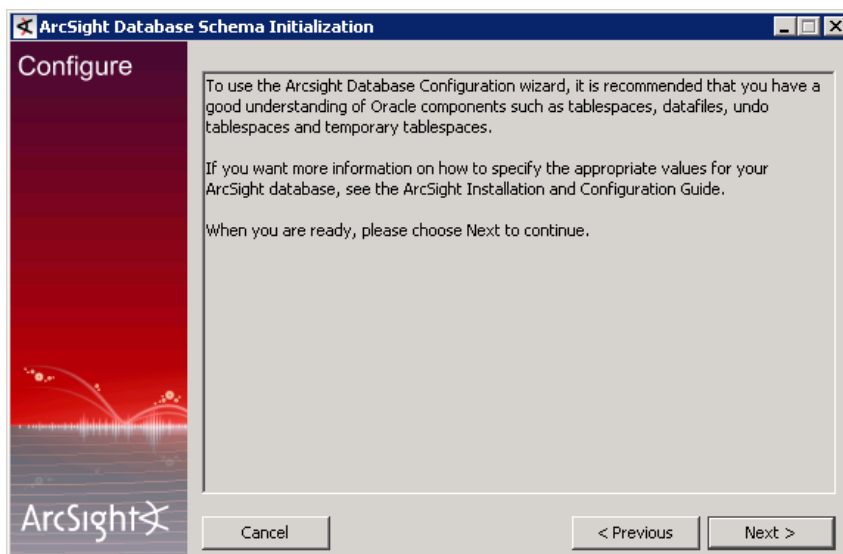 ArcSight Database Schema Initialization
Configure
To use the Arcsight Database Configuration wizard, it is recommended that you have a
good understanding of Oracle components such as tablespaces, datafiles, undo
tablespaces and temporary tablespaces.
If you want more information on how to specify the appropriate values for your
ArcSight database, see the ArcSight Installation and Configuration Guide.
When you are ready, please choose Next to continue.
ArcSight
Cancel
< Previous
Next >